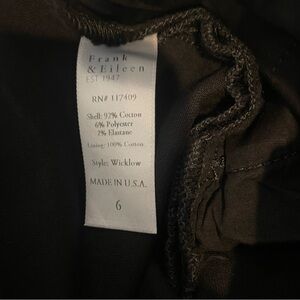 Frank
& Eileen
EST 1947
RN# 117409
Shell: 92% Cotton
6% Polyester
2% Elastane
Lining: 100% Cotton
Style: Wicklow
MADE IN U.S.A.
6